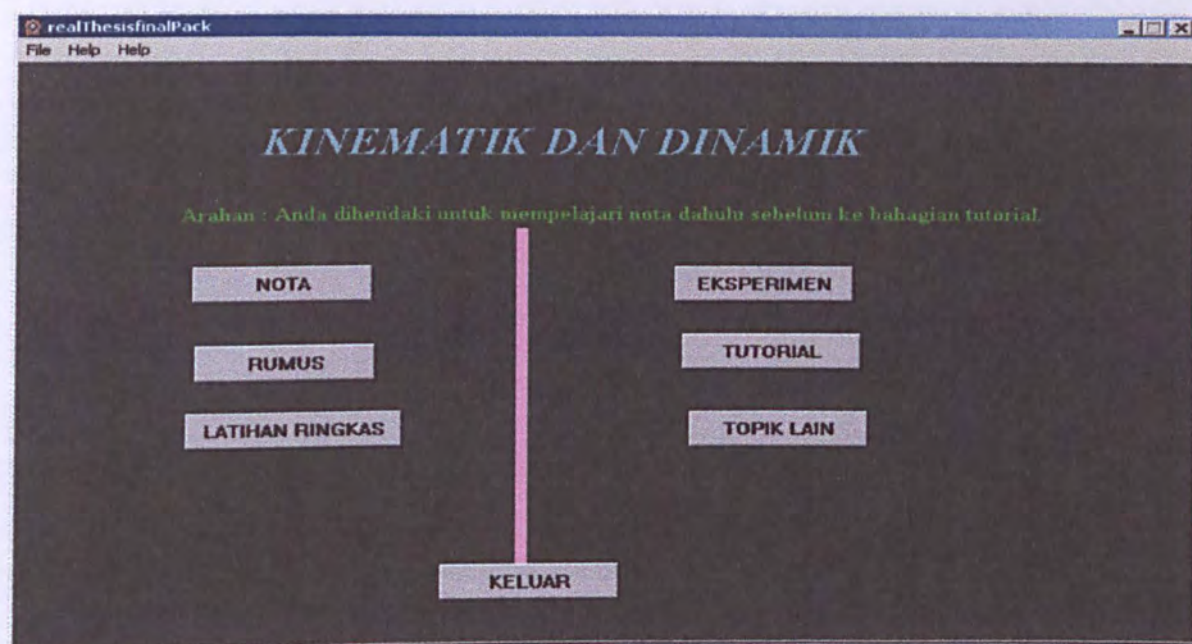 realThesisfinalPack
File Help Help
KINEMATIK DAN DINAMIK
Arahan : Anda dihendaki untuk mempelajari nota dahulu sebelum ke bahagian tutorial.
NOTA
RUMUS
LATIHAN RINGKAS
EKSPERIMEN
TUTORIAL
TOPIK LAIN
KELUAR